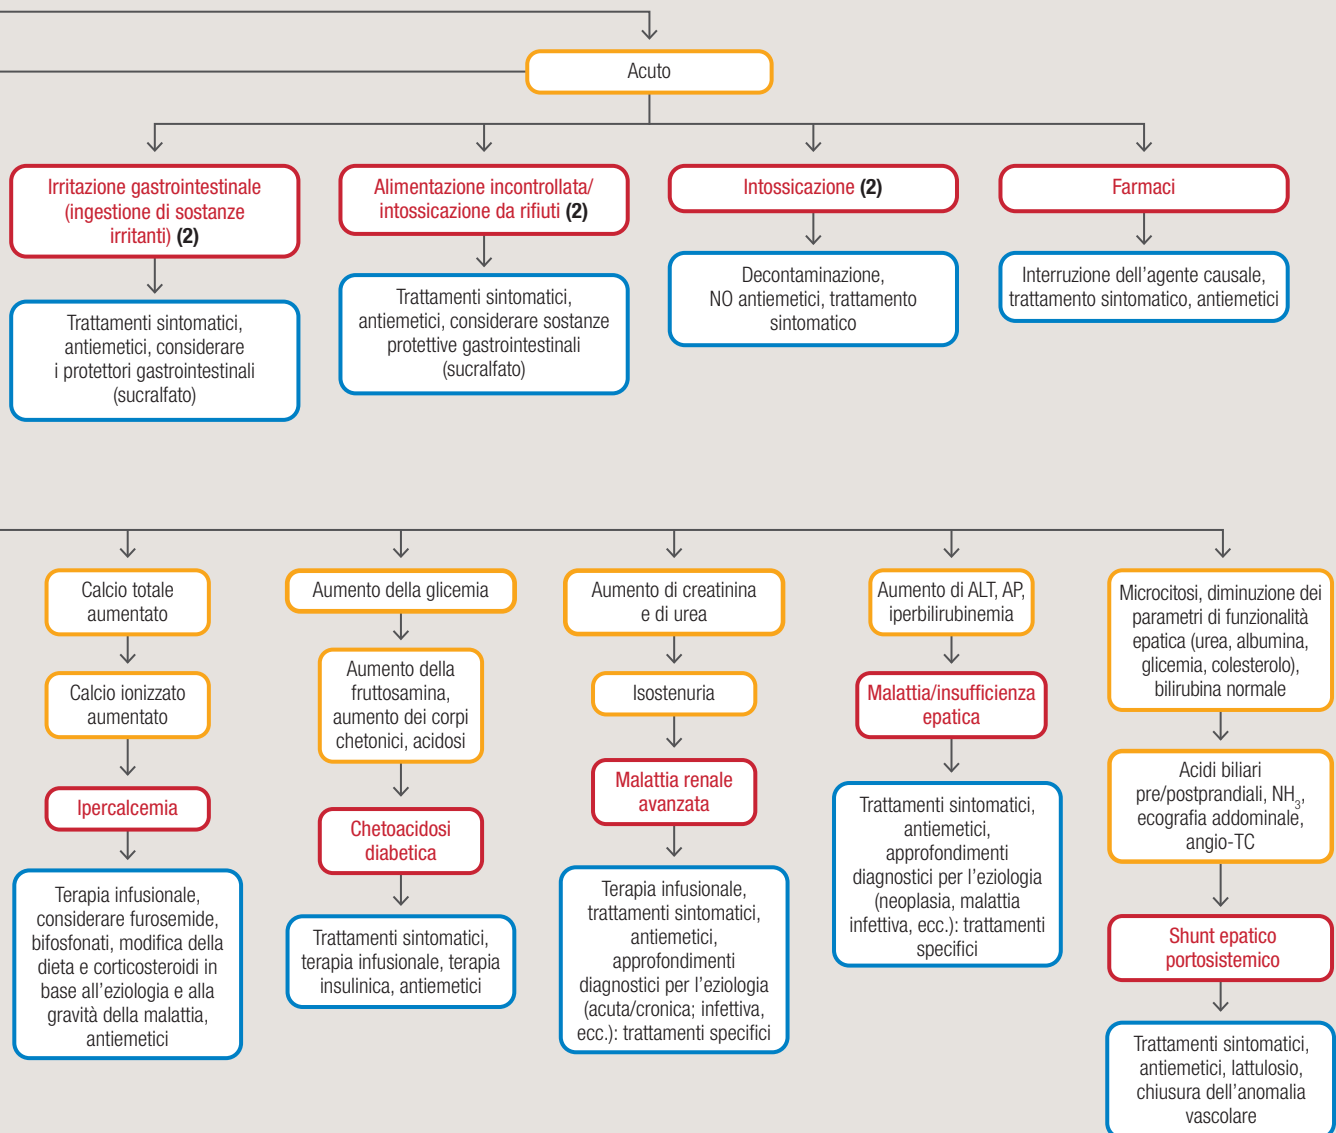 Acuto
Irritazione gastrointestinale
(ingestione di sostanze
irritanti) (2)
Alimentazione incontrollata/
intossicazione da rifiuti (2)
Intossicazione (2)
Farmaci
Trattamenti sintomatici,
antiemetici, considerare
i protettori gastrointestinali
(sucralfato)
Trattamenti sintomatici,
antiemetici, considerare sostanze
protettive gastrointestinali
(sucralfato)
Decontaminazione,
NO antiemetici, trattamento
sintomatico
Interruzione dell’agente causale,
trattamento sintomatico, antiemetici
Calcio totale
aumentato
Calcio ionizzato
aumentato
Ipercalcemia
Terapia infusionale,
considerare furosemide,
bifosfonati, modifica della
dieta e corticosteroidi in
base all’eziologia e alla
gravità della malattia,
antiemetici
Aumento della glicemia
Aumento della
fruttosamina,
aumento dei corpi
chetonici, acidosi
Chetoacidosi
diabetica
Trattamenti sintomatici,
terapia infusionale, terapia
insulinica, antiemetici
Aumento di creatinina
e di urea
Isostenuria
Malattia renale
avanzata
Terapia infusionale,
trattamenti sintomatici,
antiemetici,
approfondimenti
diagnostici per l’eziologia
(acuta/cronica; infettiva,
ecc.): trattamenti specifici
Aumento di ALT, AP,
iperbilirubinemia
Malattia/insufficienza
epatica
Trattamenti sintomatici,
antiemetici,
approfondimenti
diagnostici per l’eziologia
(neoplasia, malattia
infettiva, ecc.): trattamenti
specifici
Microcitosi, diminuzione dei
parametri di funzionalità
epatica (urea, albumina,
glicemia, colesterolo),
bilirubina normale
Acidi biliari
pre/postprandiali, NH₃,
ecografia addominale,
angio-TC
Shunt epatico
portosistemico
Trattamenti sintomatici,
antiemetici, lattulosio,
chiusura dell’anomalia
vascolare